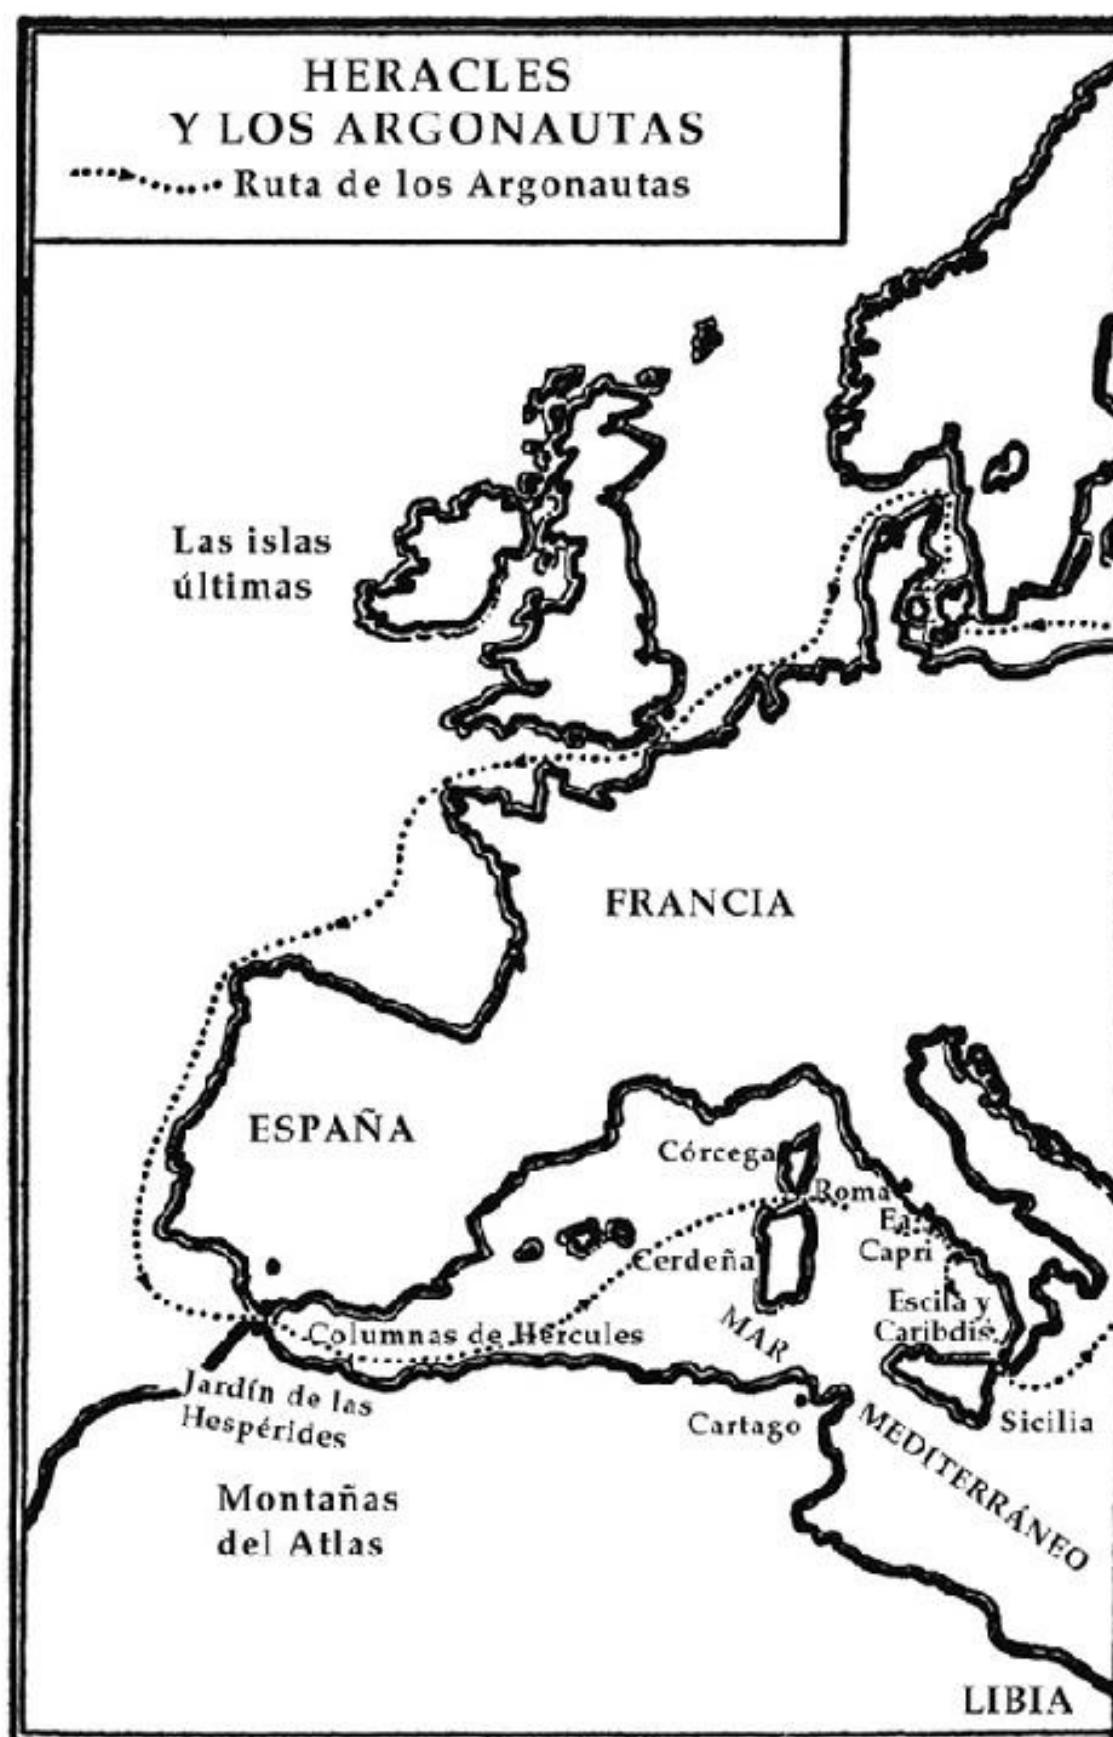 HERACLES
Y LOS ARGONAUTAS
Ruta de los Argonautas
Las islas
últimas
FRANCIA
ESPAÑA
Córcega
Roma
Ea
Capri
Cerdeña
Escila y
Caribdis
Columnas de Hércules
MAR
MEDITERRÁNEO
Jardín de las
Hespérides
Cartago
Sicilia
Montañas
del Atlas
LIBIA